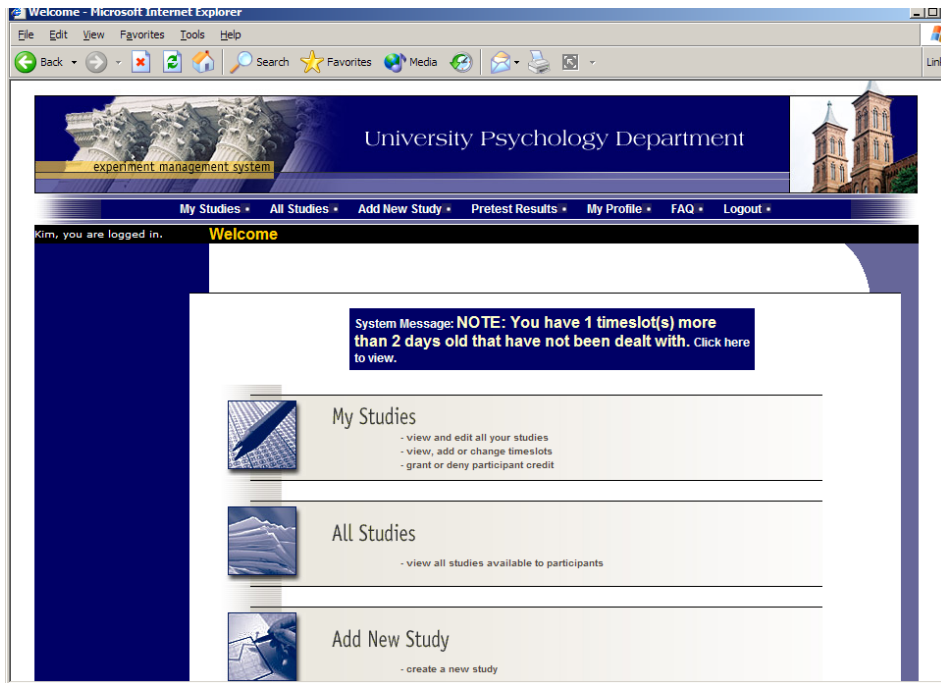 Welcome - Microsoft Internet Explorer
File Edit View Favorites Tools Help
Back Search Favorites Media
University Psychology Department
experiment management system
My Studies All Studies Add New Study Pretest Results My Profile FAQ Logout
Kim, you are logged in. Welcome
System Message: NOTE: You have 1 timeslot(s) more
than 2 days old that have not been dealt with. Click here
to view.
My Studies
- view and edit all your studies
- view, add or change timeslots
- grant or deny participant credit
All Studies
- view all studies available to participants
Add New Study
- create a new study